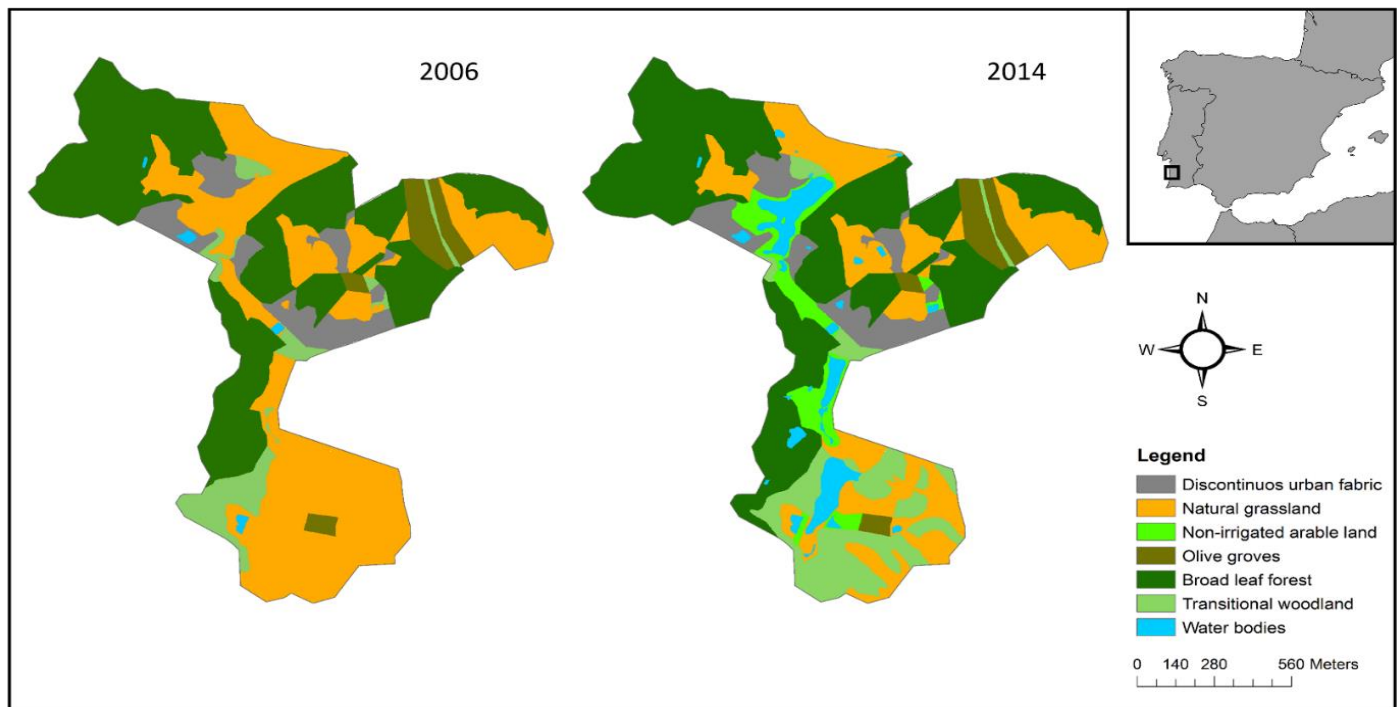 2006
2014
N
W
E
S
Legend
Discontinuos urban fabric
Natural grassland
Non-irrigated arable land
Olive groves
Broad leaf forest
Transitional woodland
Water bodies
0 140 280 560 Meters